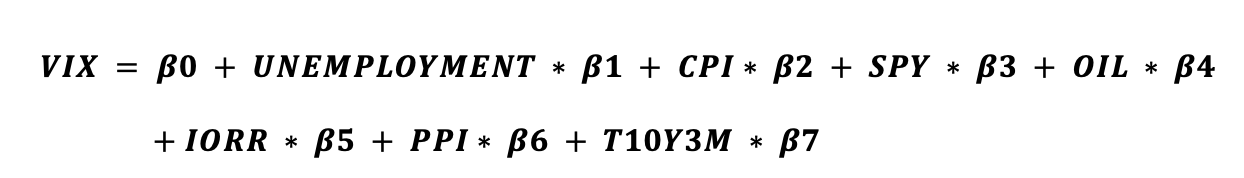 VIX = β0 + UNEMPLOYMENT * β1 + CPI * β2 + SPY * β3 + OIL * β4
+ IORR * β5 + PPI * β6 + T10Y3M * β7